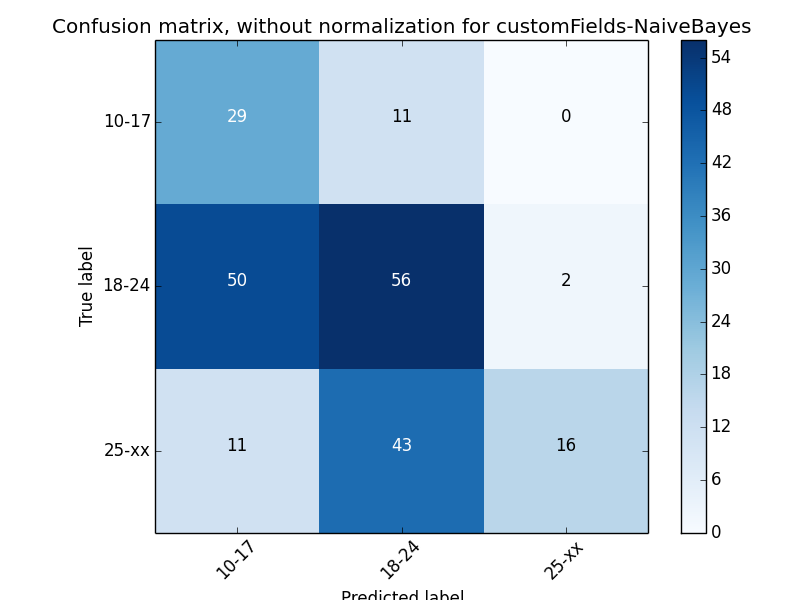 Confusion matrix, without normalization for customFields-NaiveBayes
10-17 29 11 0
18-24 50 56 2
25-xx 11 43 16
True label
10-17 18-24 25-xx
Predicted label
54
48
42
36
30
24
18
12
6
0